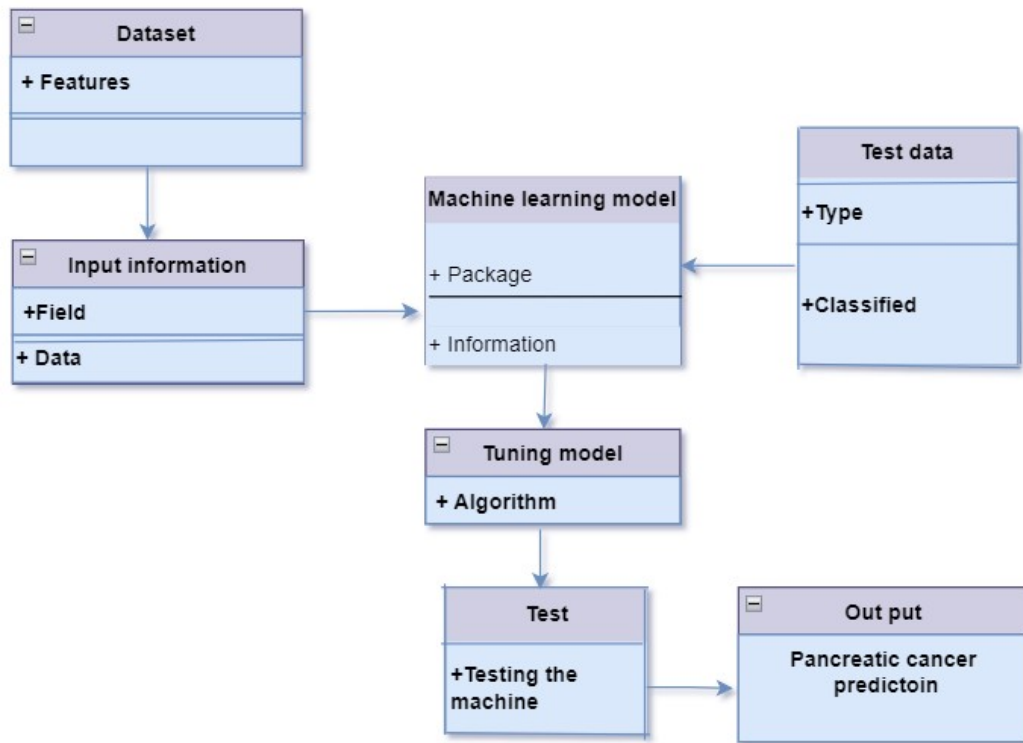 Dataset
+ Features
Input information
+Field
+ Data
Machine learning model
+ Package
+ Information
Test data
+Type
+Classified
Tuning model
+ Algorithm
Test
+Testing the
machine
Out put
Pancreatic cancer
predictoin